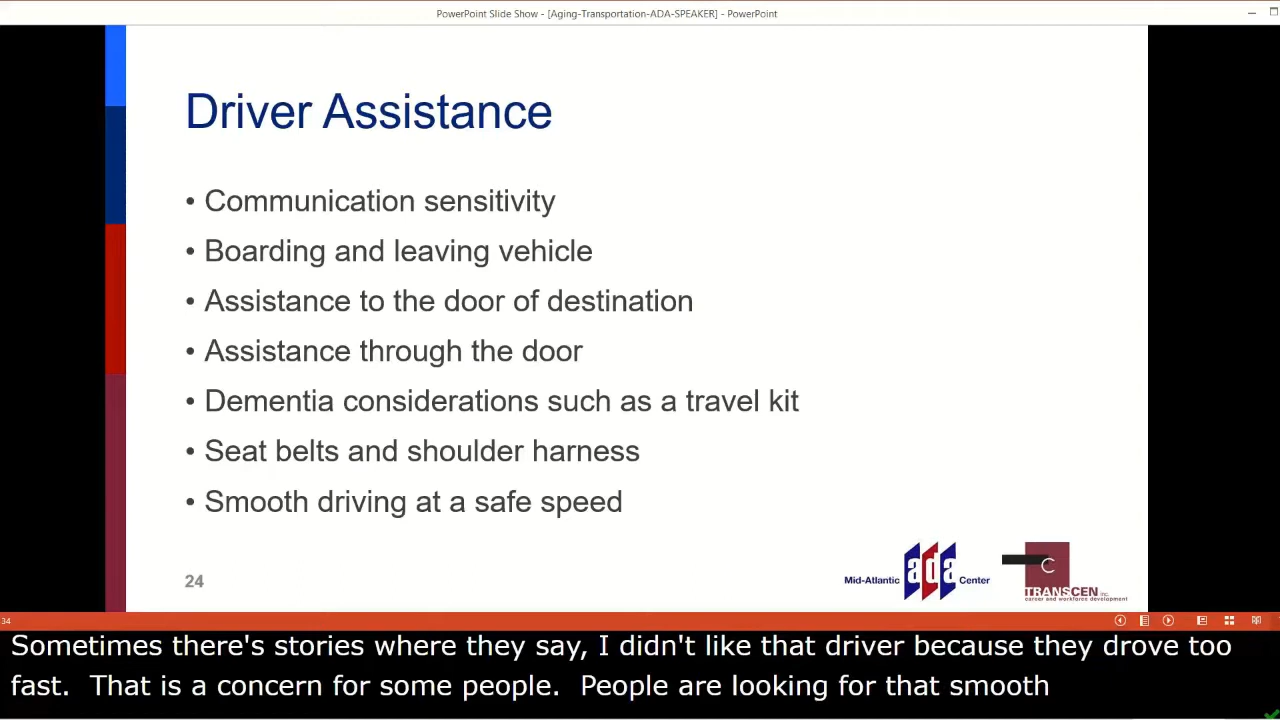 PowerPoint Slide Show - [Aging-Transportation-ADA-SPEAKER] - PowerPoint
Driver Assistance
• Communication sensitivity
• Boarding and leaving vehicle
• Assistance to the door of destination
• Assistance through the door
• Dementia considerations such as a travel kit
• Seat belts and shoulder harness
• Smooth driving at a safe speed
24
Mid-Atlantic ada Center
C
TRANSCEN inc.
career and workforce development
34
Sometimes there's stories where they say, I didn't like that driver because they drove too
fast.  That is a concern for some people.  People are looking for that smooth